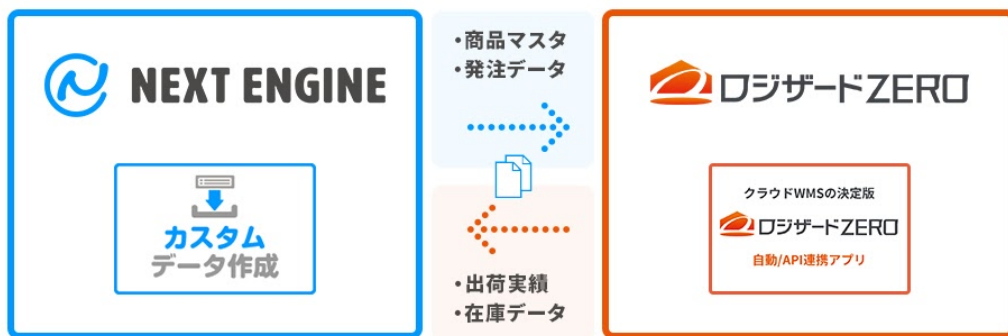 NEXT ENGINE
カスタム
データ作成
・商品マスタ
・発注データ
・出荷実績
・在庫データ
ロジザードZERO
クラウドWMSの決定版
ロジザードZERO
自動/API連携アプリ